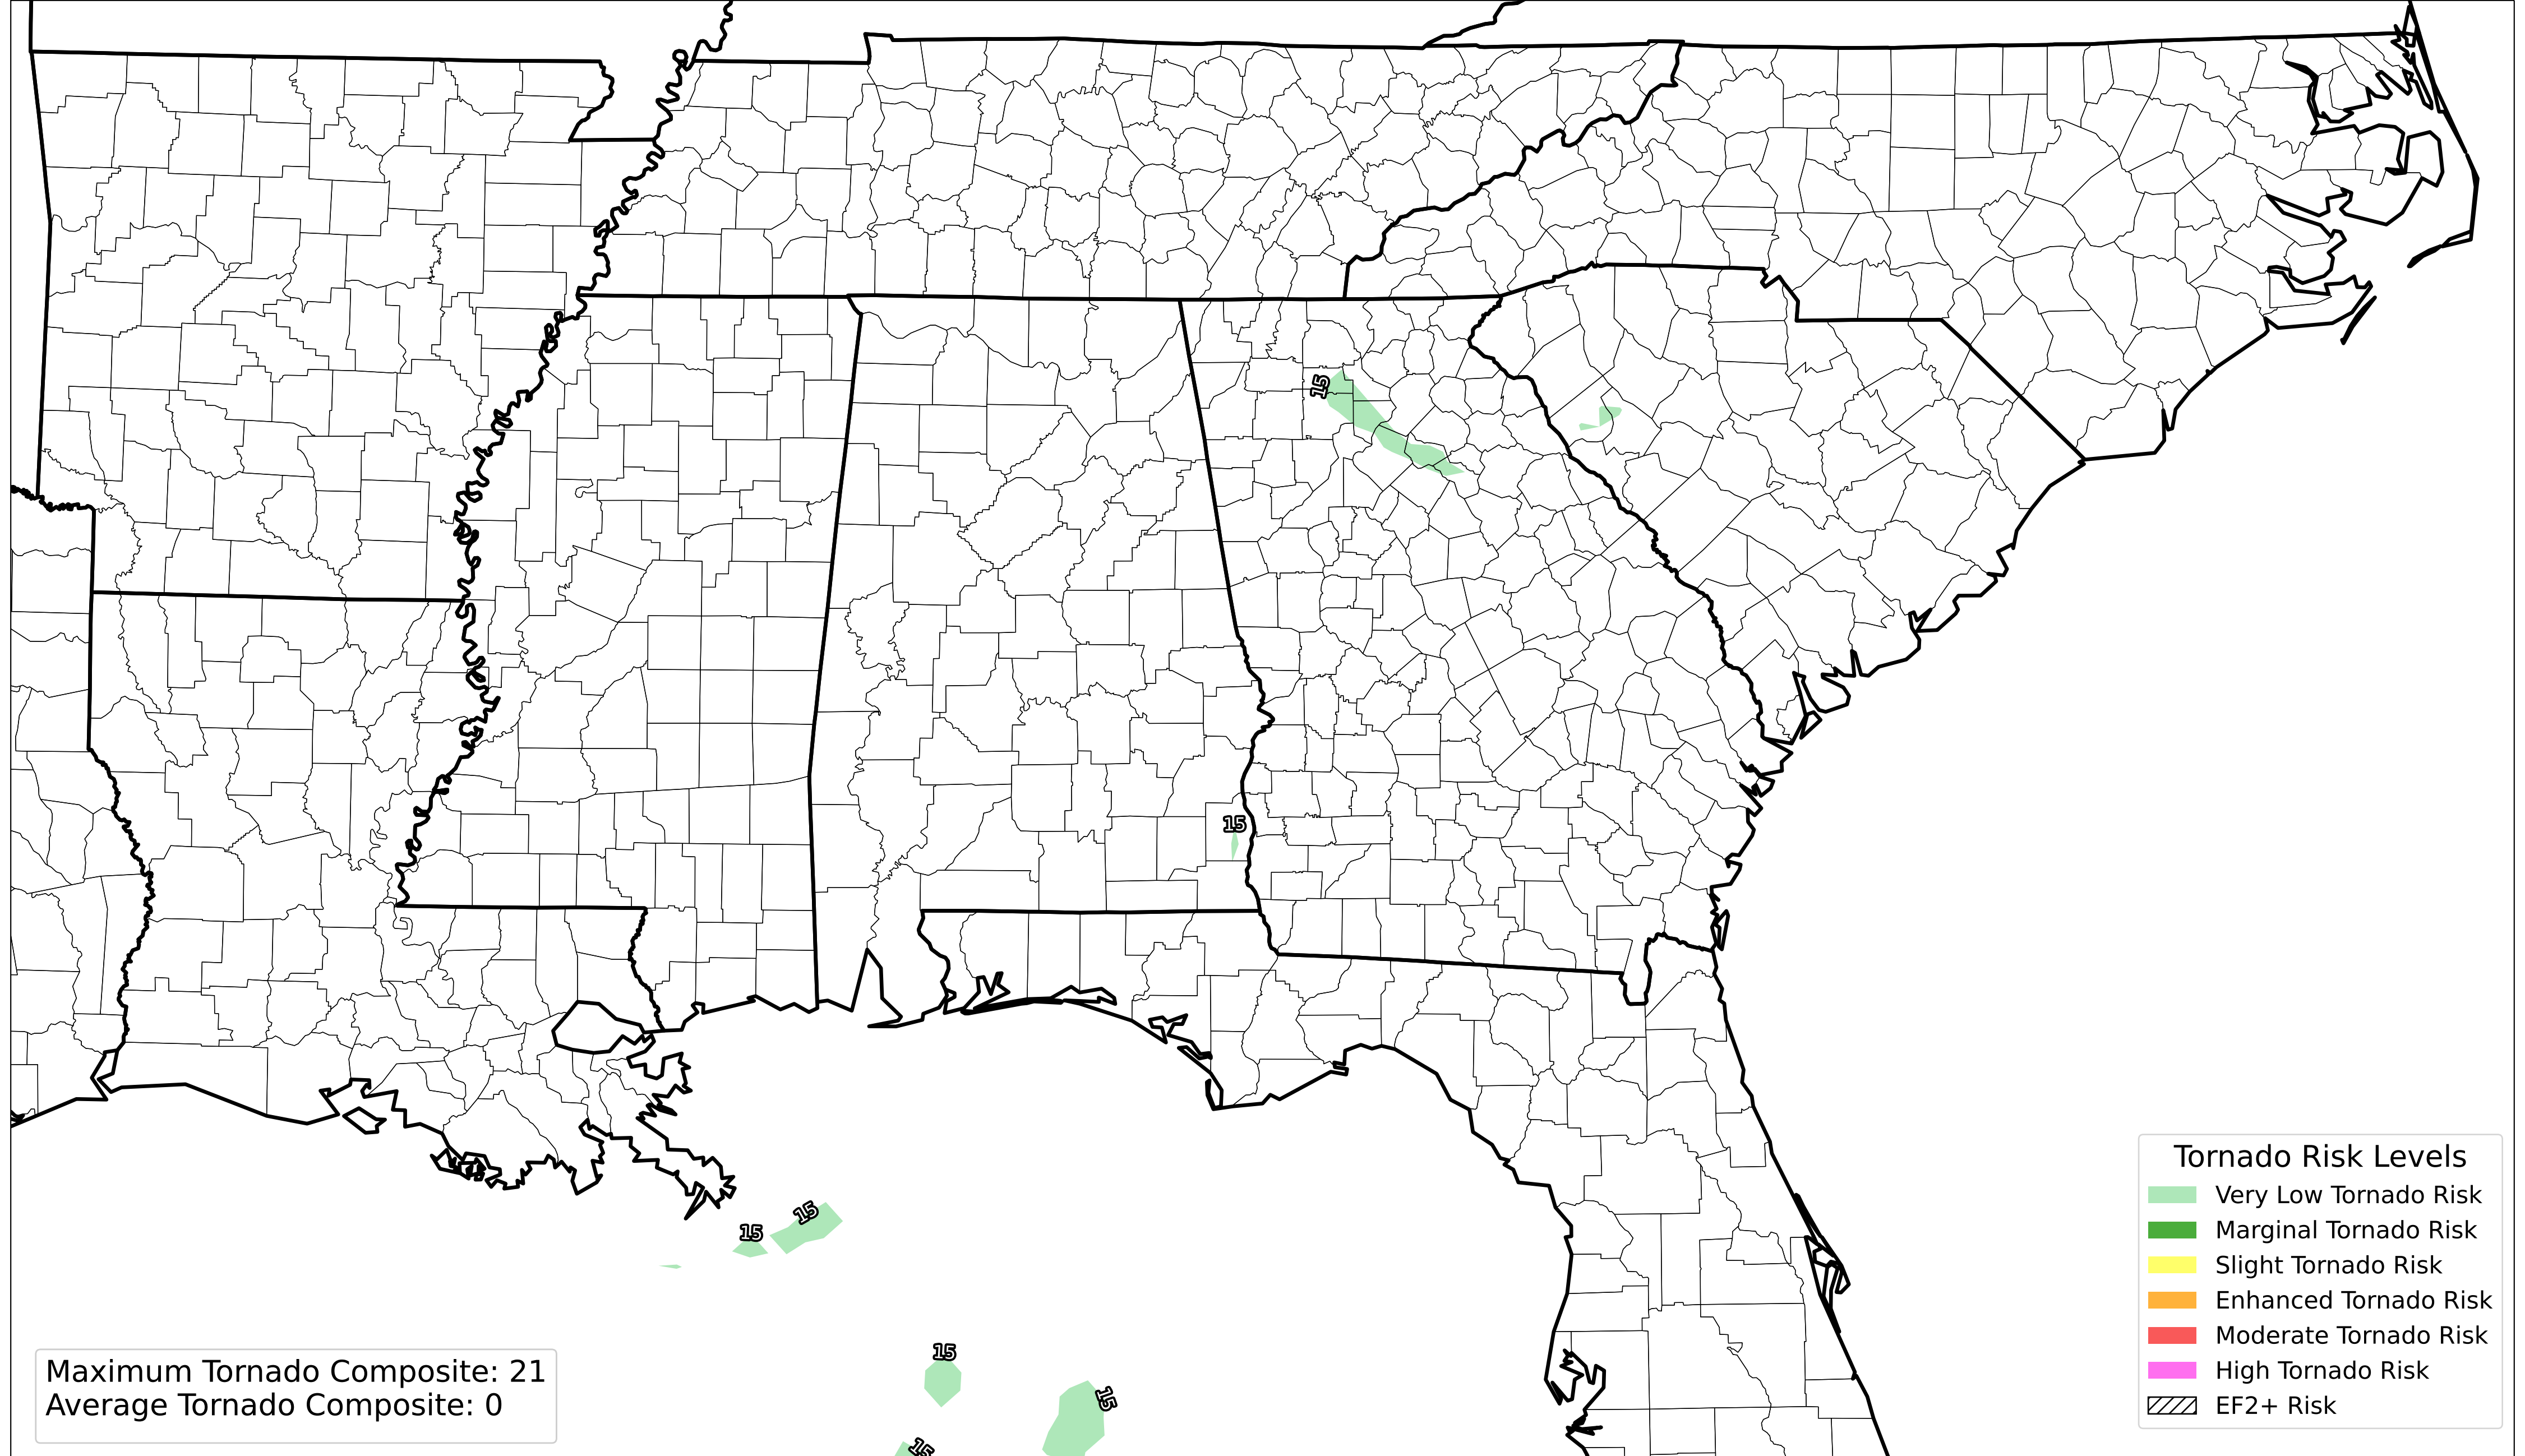 15
15
15
15
15
15
15
Tornado Risk Levels
Very Low Tornado Risk
Marginal Tornado Risk
Slight Tornado Risk
Enhanced Tornado Risk
Moderate Tornado Risk
High Tornado Risk
EF2+ Risk
Maximum Tornado Composite: 21
Average Tornado Composite: 0